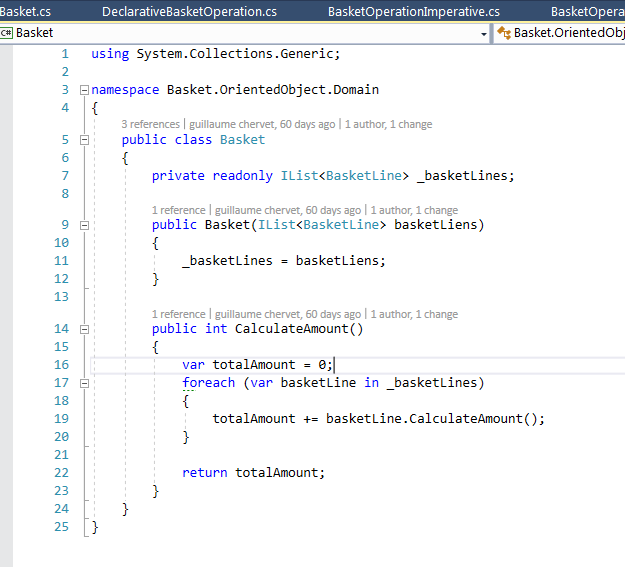 Basket.cs DeclarativeBasketOperation.cs BasketOperationImperative.cs BasketOpera
C# Basket Basket.OrientedObj
1 using System.Collections.Generic;
2
3 namespace Basket.OrientedObject.Domain
4 {
3 references | guillaume chervet, 60 days ago | 1 author, 1 change
5 public class Basket
6 {
7 private readonly IList<BasketLine> _basketLines;
8
1 reference | guillaume chervet, 60 days ago | 1 author, 1 change
9 public Basket(IList<BasketLine> basketLiens)
10 {
11 _basketLines = basketLiens;
12 }
13
1 reference | guillaume chervet, 60 days ago | 1 author, 1 change
14 public int CalculateAmount()
15 {
16 var totalAmount = 0;
17 foreach (var basketLine in _basketLines)
18 {
19 totalAmount += basketLine.CalculateAmount();
20 }
21
22 return totalAmount;
23 }
24 }
25 }